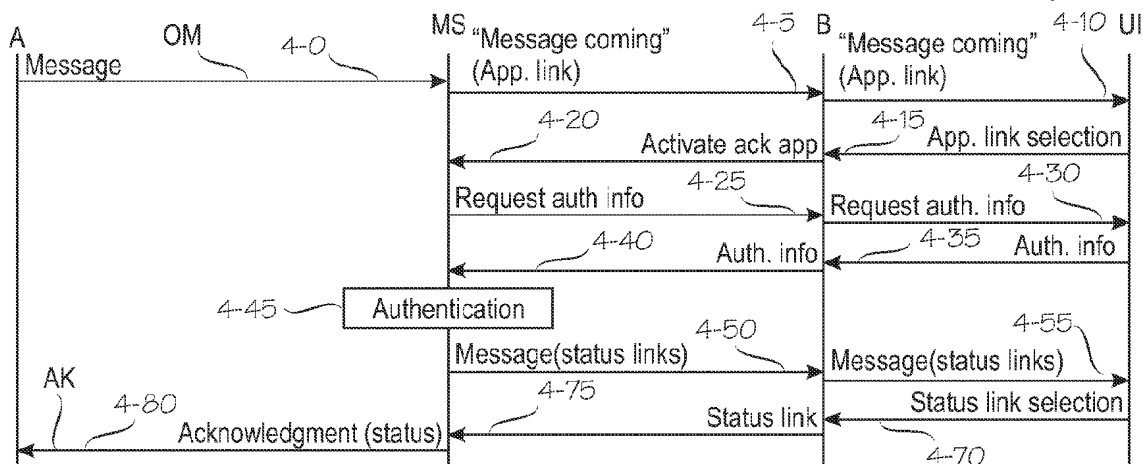 A
OM
4-0
MS
4-5
B
4-10
UI
Message
"Message coming"
(App. link)
"Message coming"
(App. link)
4-20
Activate ack app
4-15
App. link selection
Request auth info
4-25
Request auth. info
4-30
4-40
Auth. info
4-35
Auth. info
4-45
Authentication
Message(status links)
4-50
Message(status links)
4-55
AK
4-80
Acknowledgment (status)
4-75
Status link
Status link selection
4-70